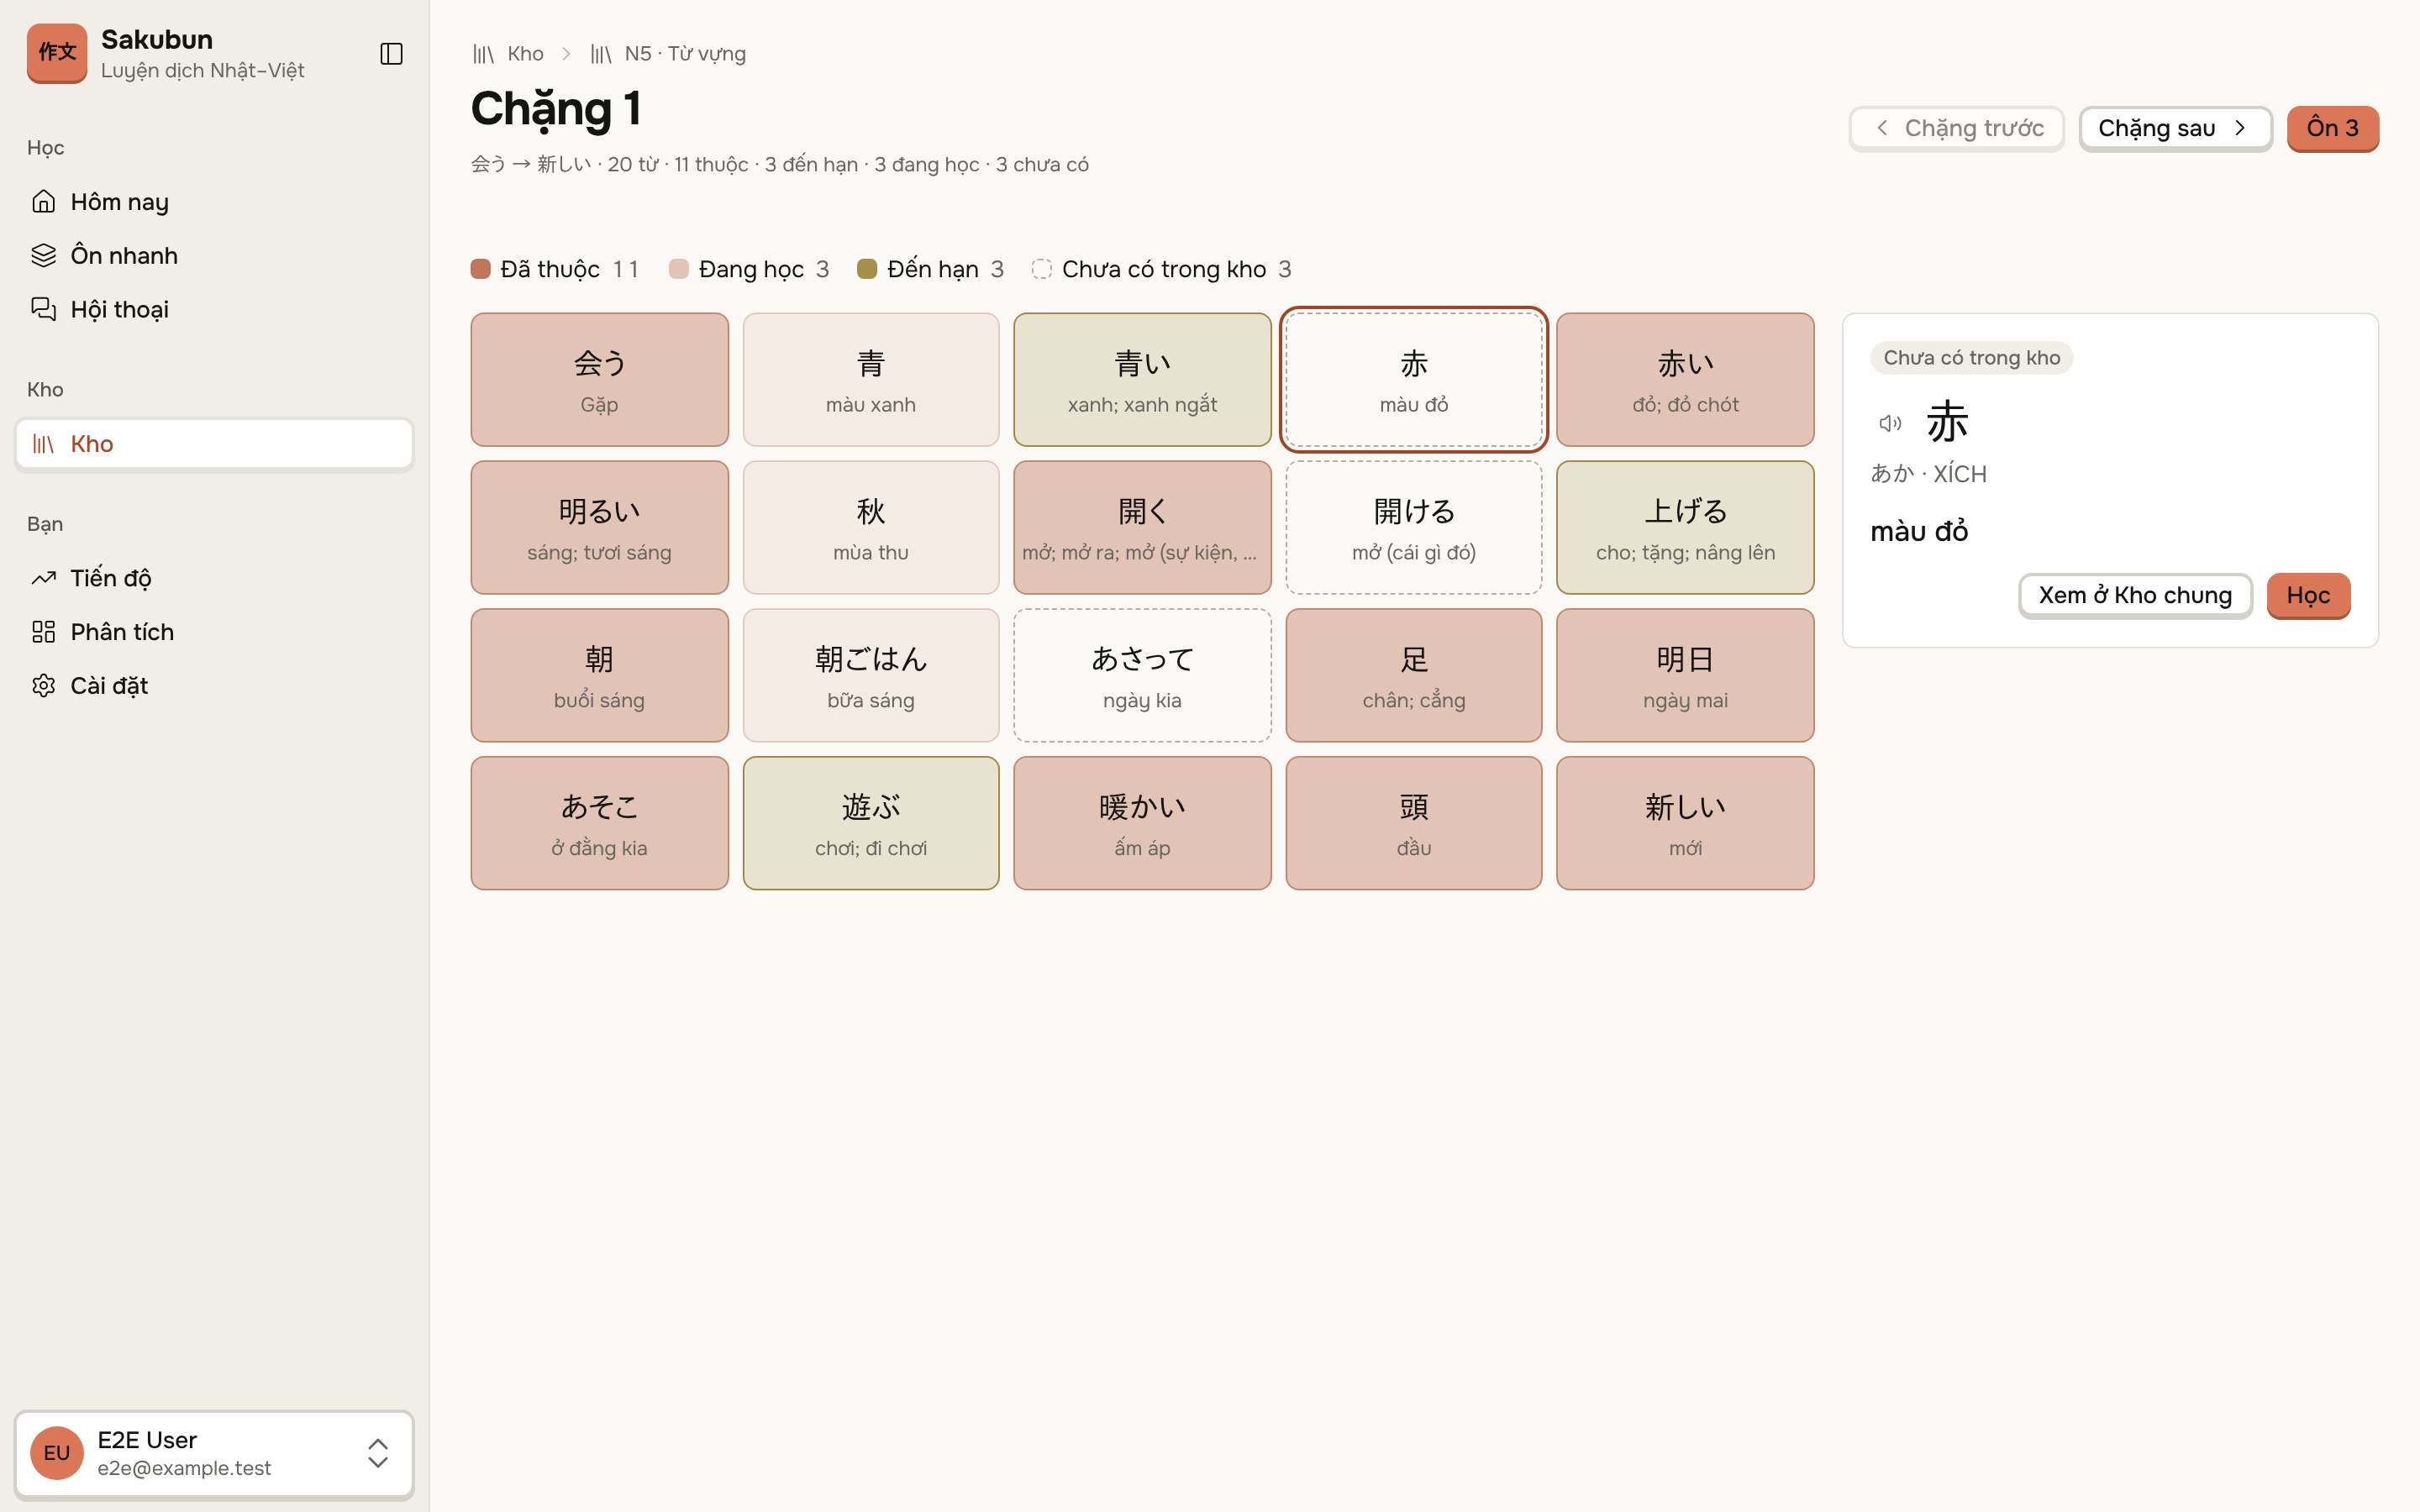 作文
Sakubun
Luyện dịch Nhật–Việt
Học
Hôm nay
Ôn nhanh
Hội thoại
Kho
Kho
Bạn
Tiến độ
Phân tích
Cài đặt
EU
E2E User
e2e@example.test
Kho
N5 · Từ vựng
Chặng 1
会う → 新しい · 20 từ · 11 thuộc · 3 đến hạn · 3 đang học · 3 chưa có
Chặng trước
Chặng sau
Ôn 3
Đã thuộc 11
Đang học 3
Đến hạn 3
Chưa có trong kho 3
会う
Gặp
青
màu xanh
青い
xanh; xanh ngắt
赤
màu đỏ
赤い
đỏ; đỏ chót
明るい
sáng; tươi sáng
秋
mùa thu
開く
mở; mở ra; mở (sự kiện, ...
開ける
mở (cái gì đó)
上げる
cho; tặng; nâng lên
朝
buổi sáng
朝ごはん
bữa sáng
あさって
ngày kia
足
chân; cẳng
明日
ngày mai
あそこ
ở đằng kia
遊ぶ
chơi; đi chơi
暖かい
ấm áp
頭
đầu
新しい
mới
Chưa có trong kho
赤
あか · XÍCH
màu đỏ
Xem ở Kho chung
Học